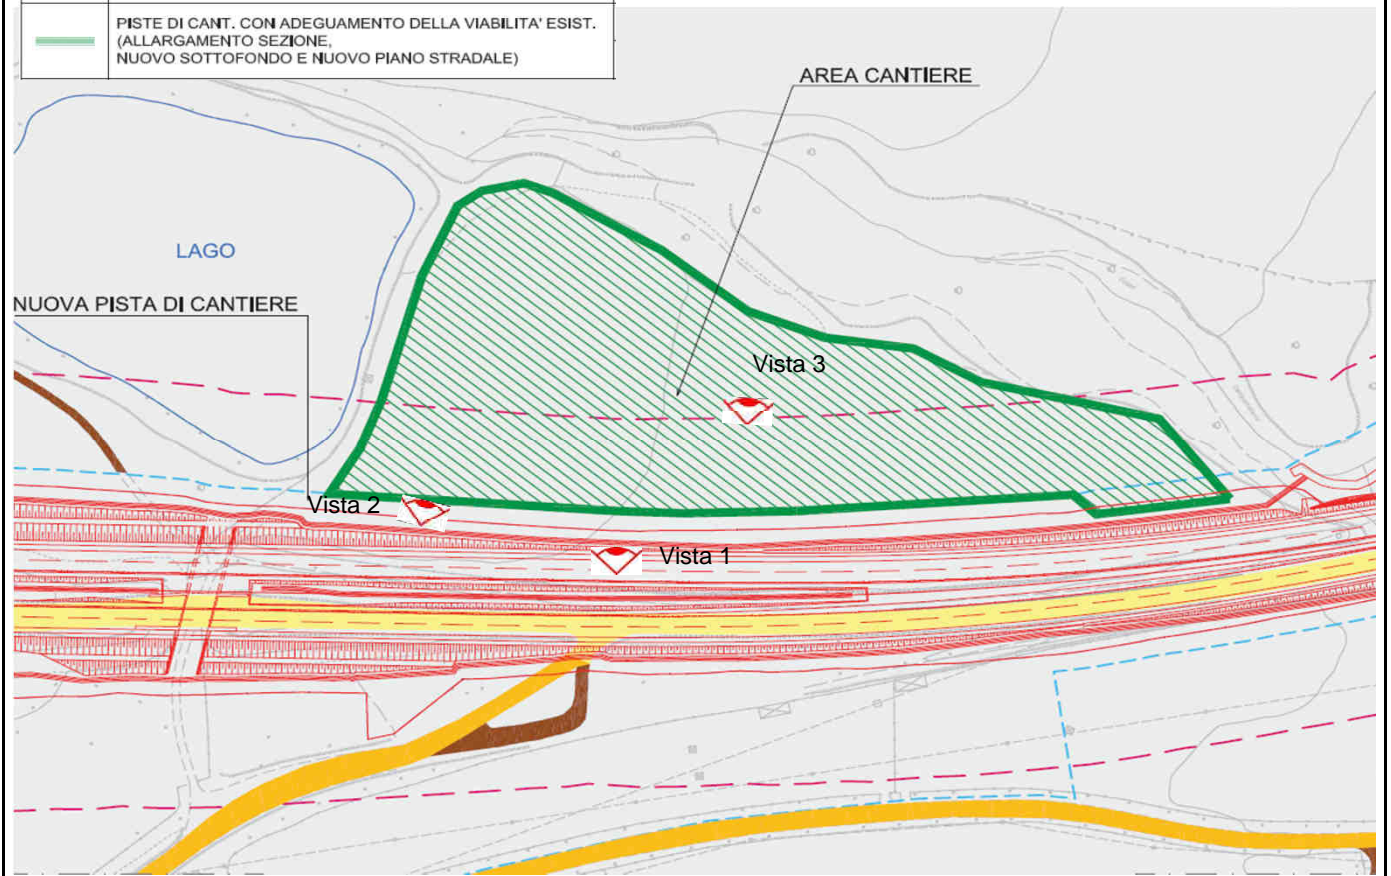 PISTE DI CANT. CON ADEGUAMENTO DELLA VIABILITA' ESIST.
(ALLARGAMENTO SEZIONE,
NUOVO SOTTOFONDO E NUOVO PIANO STRADALE)
AREA CANTIERE
LAGO
NUOVA PISTA DI CANTIERE
Vista 3
Vista 2
Vista 1